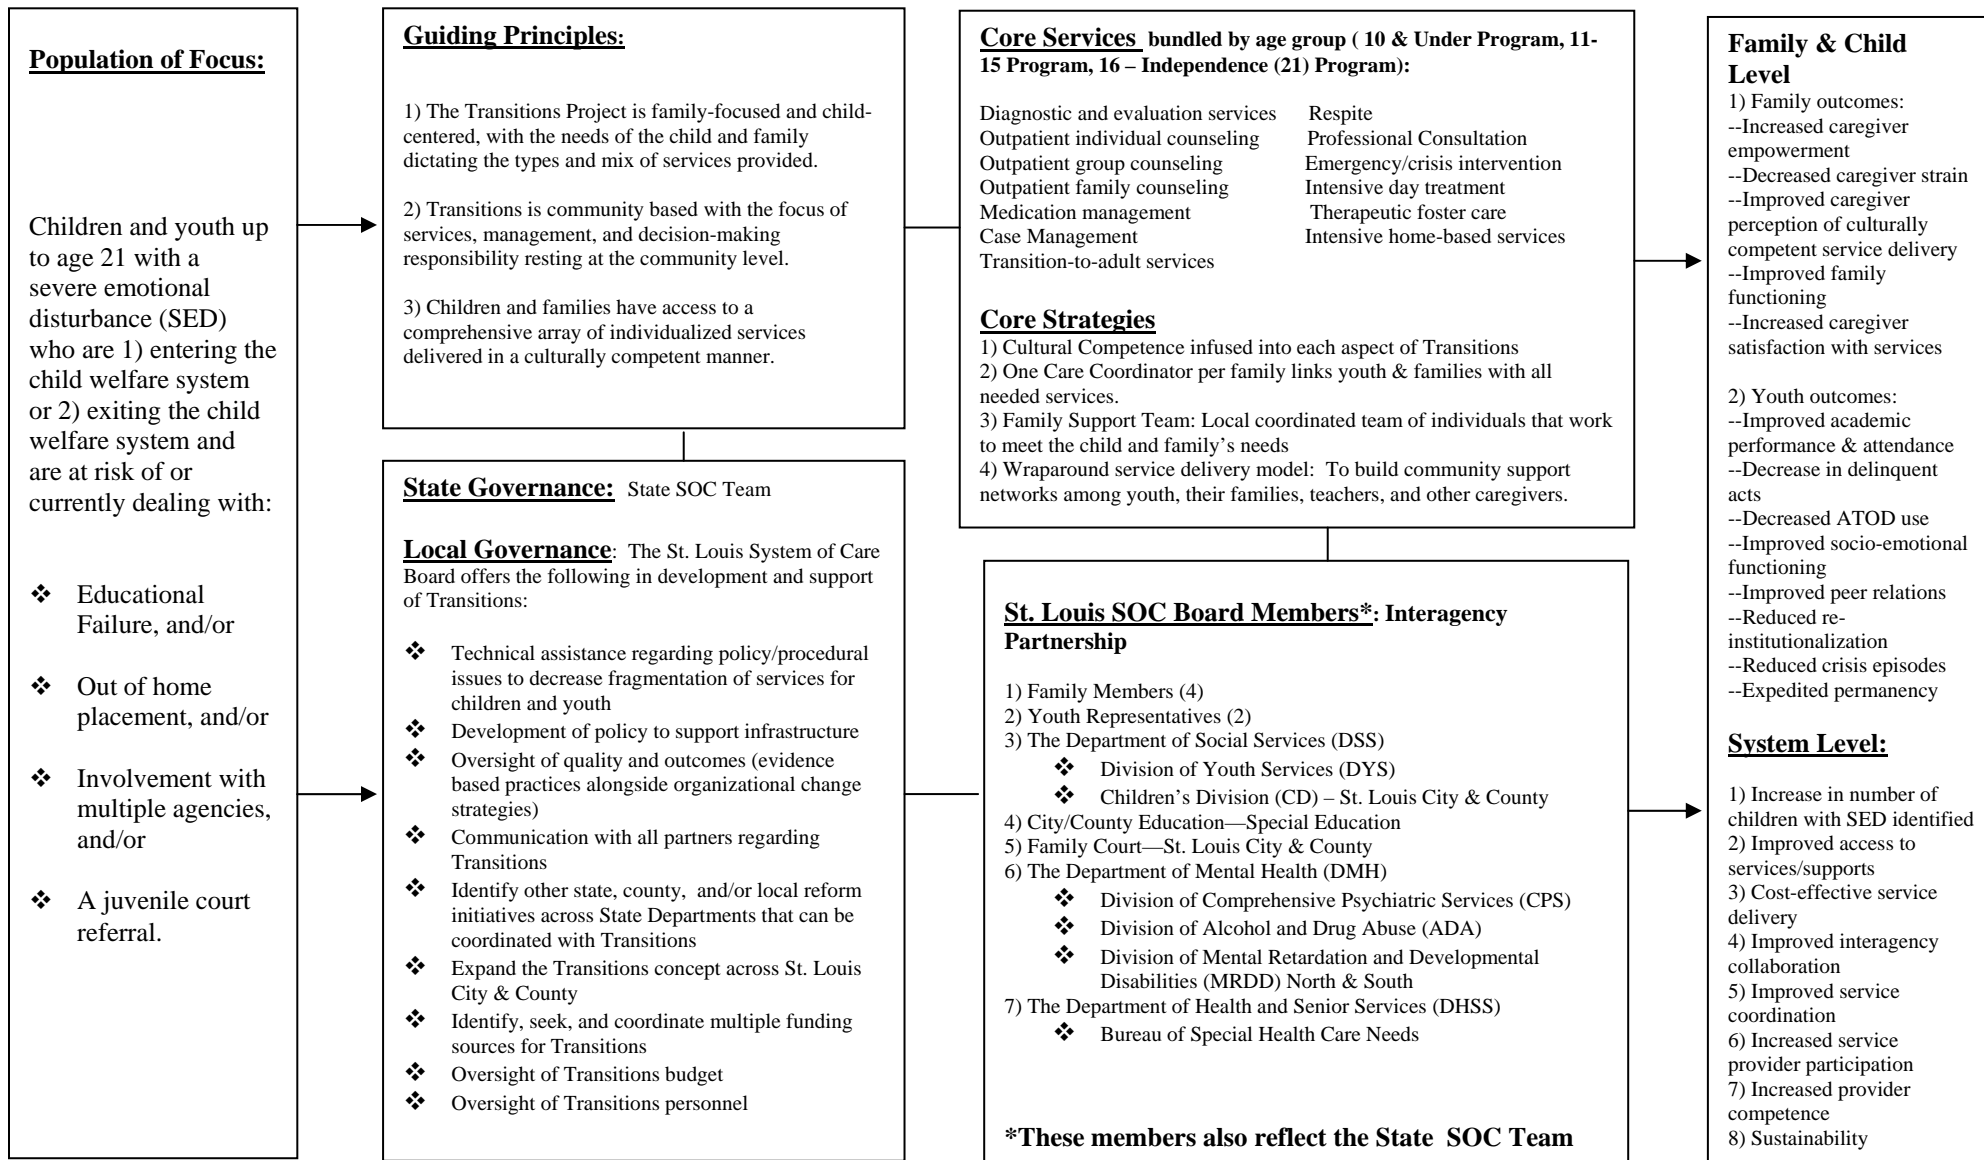 Population of Focus:
Children and youth up
to age 21 with a
severe emotional
disturbance (SED)
who are 1) entering the
child welfare system
or 2) exiting the child
welfare system and
are at risk of or
currently dealing with:
❖ Educational
Failure, and/or
❖ Out of home
placement, and/or
❖ Involvement with
multiple agencies,
and/or
❖ A juvenile court
referral.
Guiding Principles:
1) The Transitions Project is family-focused and child-
centered, with the needs of the child and family
dictating the types and mix of services provided.
2) Transitions is community based with the focus of
services, management, and decision-making
responsibility resting at the community level.
3) Children and families have access to a
comprehensive array of individualized services
delivered in a culturally competent manner.
State Governance: State SOC Team
Local Governance: The St. Louis System of Care
Board offers the following in development and support
of Transitions:
❖ Technical assistance regarding policy/procedural
issues to decrease fragmentation of services for
children and youth
❖ Development of policy to support infrastructure
❖ Oversight of quality and outcomes (evidence
based practices alongside organizational change
strategies)
❖ Communication with all partners regarding
Transitions
❖ Identify other state, county, and/or local reform
initiatives across State Departments that can be
coordinated with Transitions
❖ Expand the Transitions concept across St. Louis
City & County
❖ Identify, seek, and coordinate multiple funding
sources for Transitions
❖ Oversight of Transitions budget
❖ Oversight of Transitions personnel
Core Services bundled by age group ( 10 & Under Program, 11-
15 Program, 16 – Independence (21) Program):
Diagnostic and evaluation services Respite
Outpatient individual counseling Professional Consultation
Outpatient group counseling Emergency/crisis intervention
Outpatient family counseling Intensive day treatment
Medication management Therapeutic foster care
Case Management Intensive home-based services
Transition-to-adult services
Core Strategies
1) Cultural Competence infused into each aspect of Transitions
2) One Care Coordinator per family links youth & families with all
needed services.
3) Family Support Team: Local coordinated team of individuals that work
to meet the child and family’s needs
4) Wraparound service delivery model: To build community support
networks among youth, their families, teachers, and other caregivers.
St. Louis SOC Board Members*: Interagency
Partnership
1) Family Members (4)
2) Youth Representatives (2)
3) The Department of Social Services (DSS)
❖ Division of Youth Services (DYS)
❖ Children’s Division (CD) – St. Louis City & County
4) City/County Education—Special Education
5) Family Court—St. Louis City & County
6) The Department of Mental Health (DMH)
❖ Division of Comprehensive Psychiatric Services (CPS)
❖ Division of Alcohol and Drug Abuse (ADA)
❖ Division of Mental Retardation and Developmental
Disabilities (MRDD) North & South
7) The Department of Health and Senior Services (DHSS)
❖ Bureau of Special Health Care Needs
*These members also reflect the State SOC Team
Family & Child
Level
1) Family outcomes:
--Increased caregiver
empowerment
--Decreased caregiver strain
--Improved caregiver
perception of culturally
competent service delivery
--Improved family
functioning
--Increased caregiver
satisfaction with services
2) Youth outcomes:
--Improved academic
performance & attendance
--Decrease in delinquent
acts
--Decreased ATOD use
--Improved socio-emotional
functioning
--Improved peer relations
--Reduced re-
institutionalization
--Reduced crisis episodes
--Expedited permanency
System Level:
1) Increase in number of
children with SED identified
2) Improved access to
services/supports
3) Cost-effective service
delivery
4) Improved interagency
collaboration
5) Improved service
coordination
6) Increased service
provider participation
7) Increased provider
competence
8) Sustainability